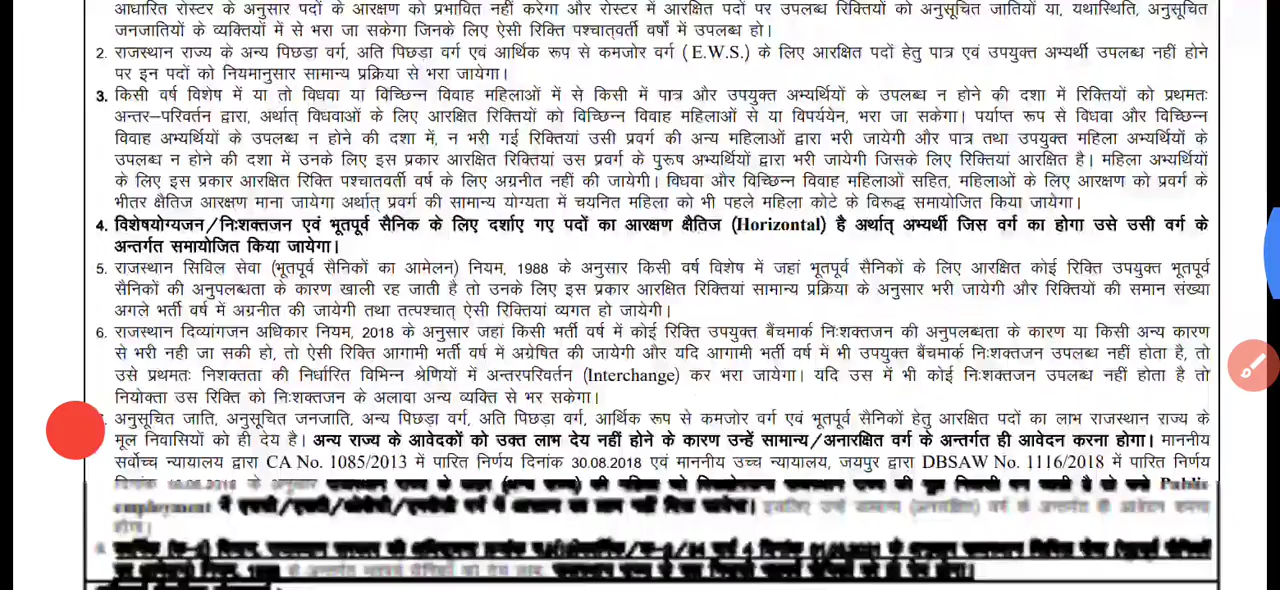 आधारित रोस्टर के अनुसार पदों के आरक्षण को प्रभावित नहीं करेगा और रोस्टर में आरक्षित पदों पर उपलब्ध रिक्तियों को अनुसूचित जातियों या, यथास्थिति, अनुसूचित
जनजातियों के व्यक्तियों में से भरा जा सकेगा जिनके लिए ऐसी रिक्ति पश्चात्वर्ती वर्षों में उपलब्ध हो।
2. राजस्थान राज्य के अन्य पिछड़ा वर्ग, अति पिछड़ा वर्ग एवं आर्थिक रूप से कमजोर वर्ग (E.W.S.) के लिए आरक्षित पदों हेतु पात्र एवं उपयुक्त अभ्यर्थी उपलब्ध नहीं होने
पर इन पदों को नियमानुसार सामान्य प्रक्रिया से भरा जायेगा।
3. किसी वर्ष विशेष में या तो विधवा या विच्छिन्न विवाह महिलाओं में से किसी में पात्र और उपयुक्त अभ्यर्थियों के उपलब्ध न होने की दशा में रिक्तियों को प्रथमतः
अन्तर–परिवर्तन द्वारा, अर्थात् विधवाओं के लिए आरक्षित रिक्तियों को विच्छिन्न विवाह महिलाओं से या विपर्ययेन, भरा जा सकेगा। पर्याप्त रूप से विधवा और विच्छिन्न
विवाह अभ्यर्थियों के उपलब्ध न होने की दशा में, न भरी गई रिक्तियां उसी प्रवर्ग की अन्य महिलाओं द्वारा भरी जायेगी और पात्र तथा उपयुक्त महिला अभ्यर्थियों के
उपलब्ध न होने की दशा में उनके लिए इस प्रकार आरक्षित रिक्तियां उस प्रवर्ग के पुरूष अभ्यर्थियों द्वारा भरी जायेगी जिसके लिए रिक्तियां आरक्षित है। महिला अभ्यर्थियों
के लिए इस प्रकार आरक्षित रिक्ति पश्चातवर्ती वर्ष के लिए अग्रनीत नहीं की जायेगी। विधवा और विच्छिन्न विवाह महिलाओं सहित, महिलाओं के लिए आरक्षण को प्रवर्ग के
भीतर क्षैतिज आरक्षण माना जायेगा अर्थात् प्रवर्ग की सामान्य योग्यता में चयनित महिला को भी पहले महिला कोटे के विरूद्ध समायोजित किया जायेगा।
4. विशेषयोग्यजन/निःशक्तजन एवं भूतपूर्व सैनिक के लिए दर्शाए गए पदों का आरक्षण क्षैतिज (Horizontal) है अर्थात् अभ्यर्थी जिस वर्ग का होगा उसे उसी वर्ग के
अन्तर्गत समायोजित किया जायेगा।
5. राजस्थान सिविल सेवा (भूतपूर्व सैनिकों का आमेलन) नियम, 1988 के अनुसार किसी वर्ष विशेष में जहां भूतपूर्व सैनिकों के लिए आरक्षित कोई रिक्ति उपयुक्त भूतपूर्व
सैनिकों की अनुपलब्धता के कारण खाली रह जाती है तो उनके लिए इस प्रकार आरक्षित रिक्तियां सामान्य प्रक्रिया के अनुसार भरी जायेगी और रिक्तियों की समान संख्या
अगले भर्ती वर्ष में अग्रनीत की जायेगी तथा तत्पश्चात् ऐसी रिक्तियां व्यगत हो जायेगी।
6. राजस्थान दिव्यांगजन अधिकार नियम, 2018 के अनुसार जहां किसी भर्ती वर्ष में कोई रिक्ति उपयुक्त बैंचमार्क निःशक्तजन की अनुपलब्धता के कारण या किसी अन्य कारण
से भरी नही जा सकी हो, तो ऐसी रिक्ति आगामी भर्ती वर्ष में अग्रेषित की जायेगी और यदि आगामी भर्ती वर्ष में भी उपयुक्त बैंचमार्क निःशक्तजन उपलब्ध नहीं होता है, तो
उसे प्रथमतः निशक्तता की निर्धारित विभिन्न श्रेणियों में अन्तरपरिवर्तन (Interchange) कर भरा जायेगा। यदि उस में भी कोई निःशक्तजन उपलब्ध नहीं होता है तो
नियोक्ता उस रिक्ति को निःशक्तजन के अलावा अन्य व्यक्ति से भर सकेगा।
अनुसूचित जाति, अनुसूचित जनजाति, अन्य पिछड़ा वर्ग, अति पिछड़ा वर्ग, आर्थिक रूप से कमजोर वर्ग एवं भूतपूर्व सैनिकों हेतु आरक्षित पदों का लाभ राजस्थान राज्य के
मूल निवासियों को ही देय है। अन्य राज्य के आवेदकों को उक्त लाभ देय नहीं होने के कारण उन्हें सामान्य/अनारक्षित वर्ग के अन्तर्गत ही आवेदन करना होगा। माननीय
सर्वोच्च न्यायालय द्वारा CA No. 1085/2013 में पारित निर्णय दिनांक 30.08.2018 एवं माननीय उच्च न्यायालय, जयपुर द्वारा DBSAW No. 1116/2018 में पारित निर्णय